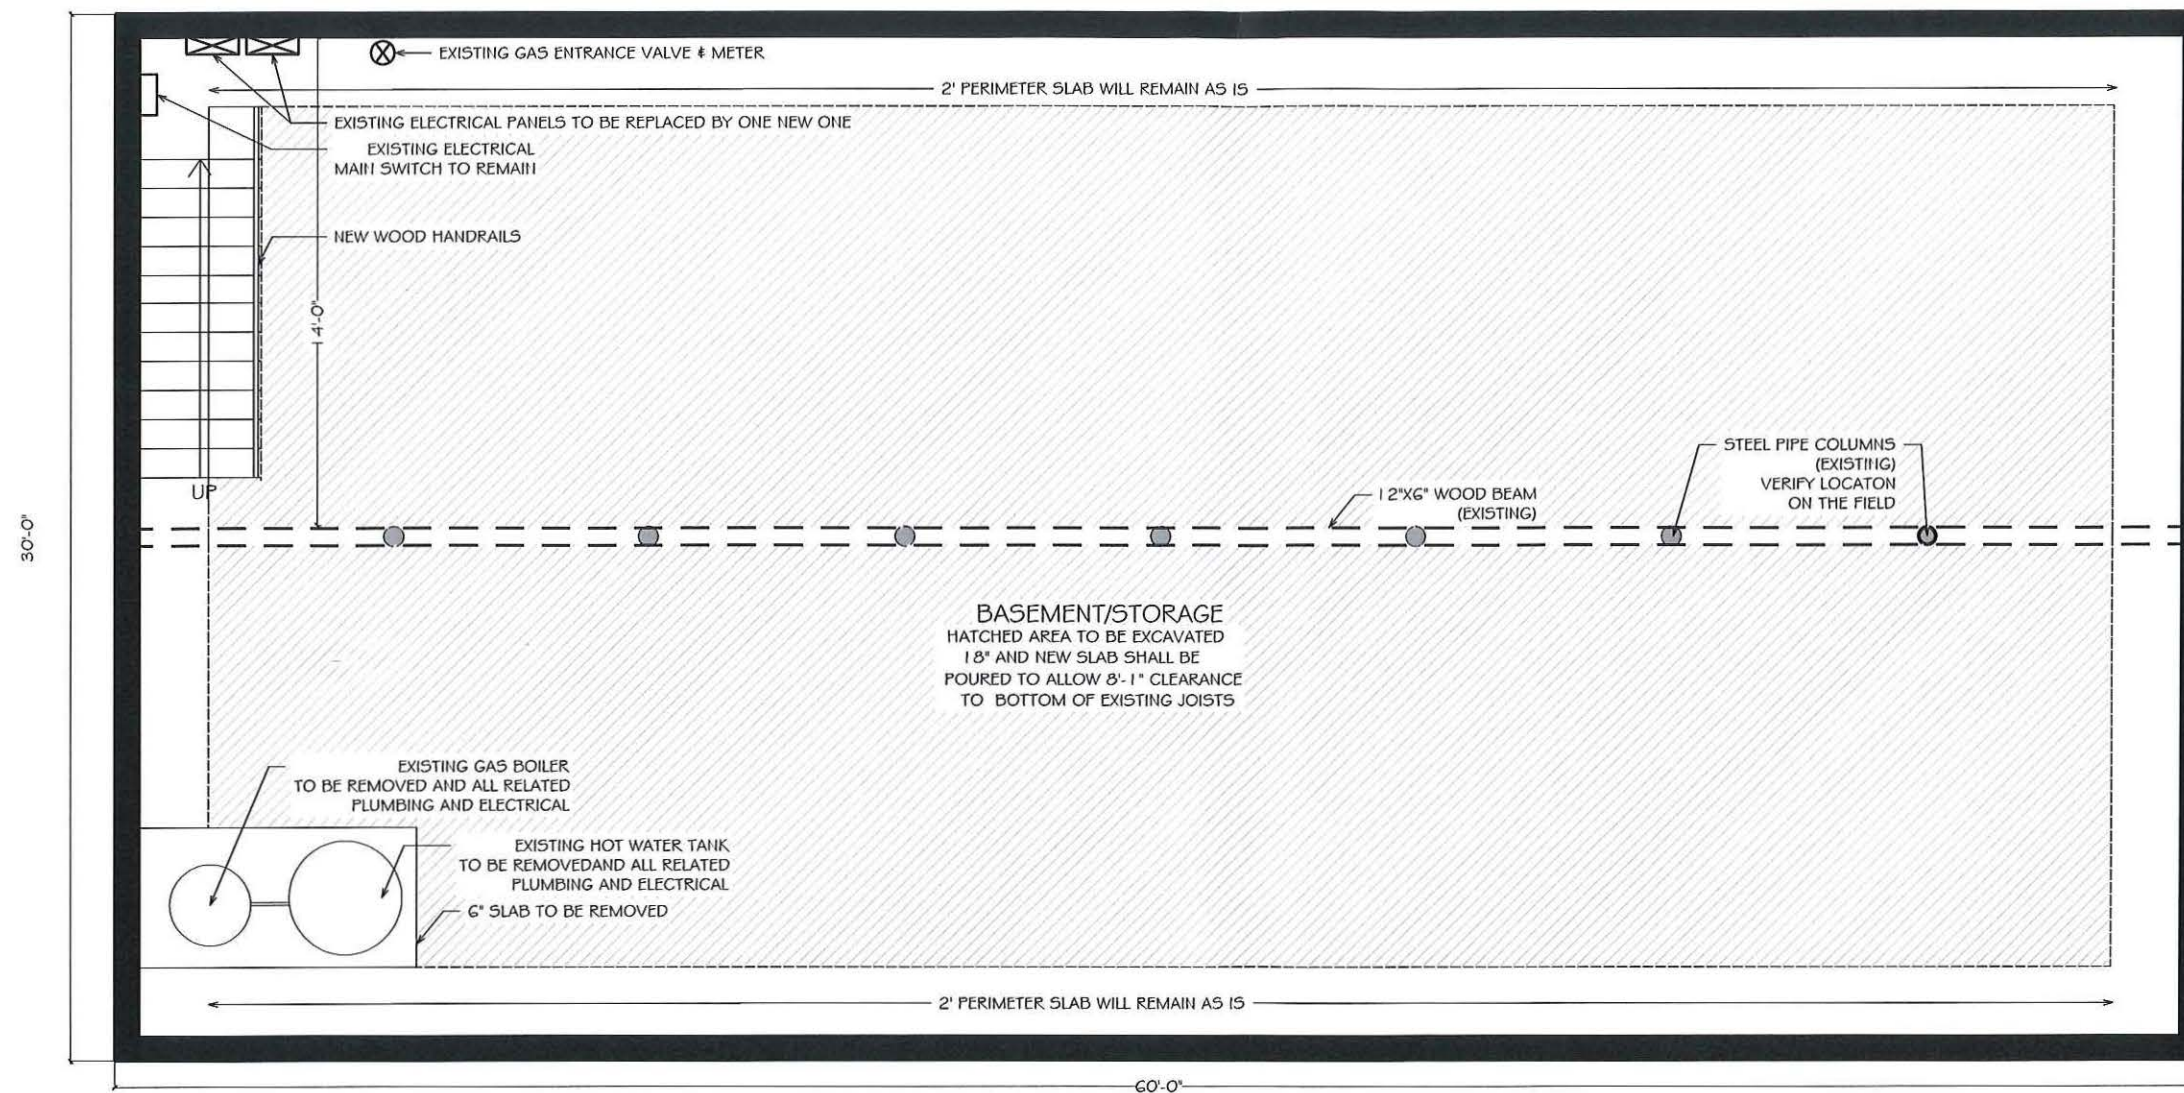 EXISTING GAS ENTRANCE VALVE & METER
2' PERIMETER SLAB WILL REMAIN AS IS
EXISTING ELECTRICAL PANELS TO BE REPLACED BY ONE NEW ONE
EXISTING ELECTRICAL
MAIN SWITCH TO REMAIN
NEW WOOD HANDRAILS
14'-0"
UP
30'-0"
STEEL PIPE COLUMNS
(EXISTING)
VERIFY LOCATON
ON THE FIELD
12"X6" WOOD BEAM
(EXISTING)
BASEMENT/STORAGE
HATCHED AREA TO BE EXCAVATED
18" AND NEW SLAB SHALL BE
POURED TO ALLOW 8'-1" CLEARANCE
TO BOTTOM OF EXISTING JOISTS
EXISTING GAS BOILER
TO BE REMOVED AND ALL RELATED
PLUMBING AND ELECTRICAL
EXISTING HOT WATER TANK
TO BE REMOVEDAND ALL RELATED
PLUMBING AND ELECTRICAL
6" SLAB TO BE REMOVED
2' PERIMETER SLAB WILL REMAIN AS IS
60'-0"